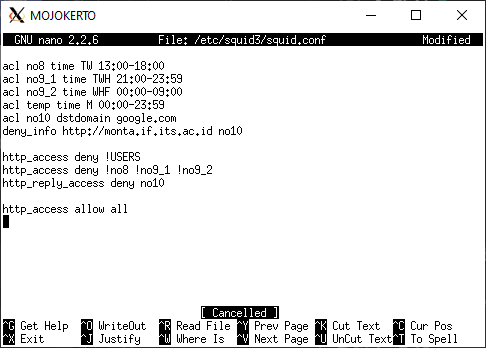 MOJOKERTO
GNU nano 2.2.6 File: /etc/squid3/squid.conf Modified
acl no8 time TW 13:00-18:00
acl no9_1 time TWH 21:00-23:59
acl no9_2 time WHF 00:00-09:00
acl temp time M 00:00-23:59
acl no10 dstdomain google.com
deny_info http://monta.if.its.ac.id no10
http_access deny !USERS
http_access deny !no8 !no9_1 !no9_2
http_reply_access deny no10
http_access allow all
[ Cancelled ]
^G Get Help ^O WriteOut ^R Read File ^Y Prev Page ^K Cut Text ^C Cur Pos
^X Exit ^J Justify ^W Where Is ^V Next Page ^U UnCut Text ^T To Spell